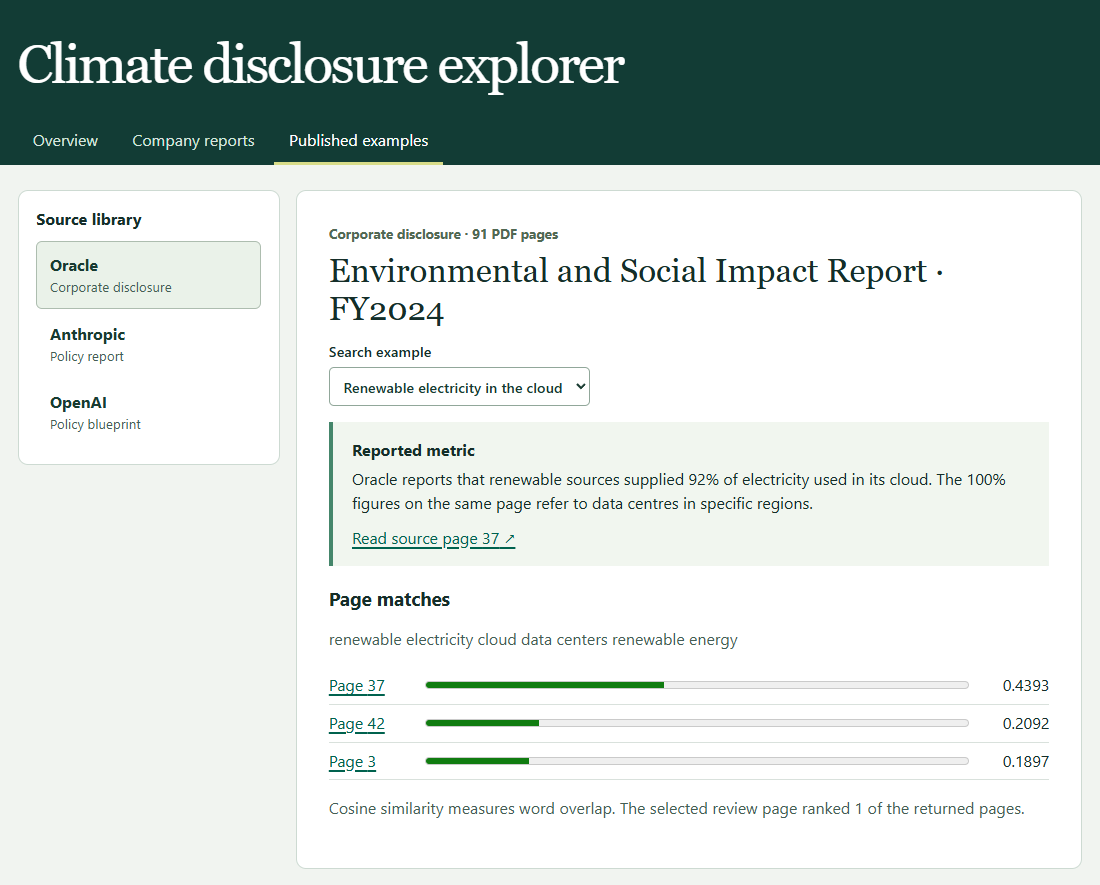 Climate disclosure explorer
Overview
Company reports
Published examples
Source library
Oracle
Corporate disclosure
Anthropic
Policy report
OpenAI
Policy blueprint
Corporate disclosure · 91 PDF pages
Environmental and Social Impact Report ·
FY2024
Search example
Renewable electricity in the cloud
Reported metric
Oracle reports that renewable sources supplied 92% of electricity used in its cloud. The 100%
figures on the same page refer to data centres in specific regions.
Read source page 37 ↗
Page matches
renewable electricity cloud data centers renewable energy
Page 37 0.4393
Page 42 0.2092
Page 3 0.1897
Cosine similarity measures word overlap. The selected review page ranked 1 of the returned pages.